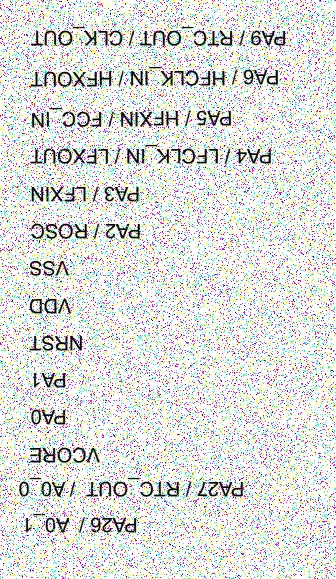 PA26 / A0_1
PA27 / RTC_OUT / A0_0
VCORE
PA0
PA1
NRST
VDD
VSS
PA2 / ROSC
PA3 / LFXIN
PA4 / LFCLK_IN / LFXOUT
PA5 / HFXIN / FCC_IN
PA6 / HFCLK_IN / HFXOUT
PA9 / RTC_OUT / CLK_OUT